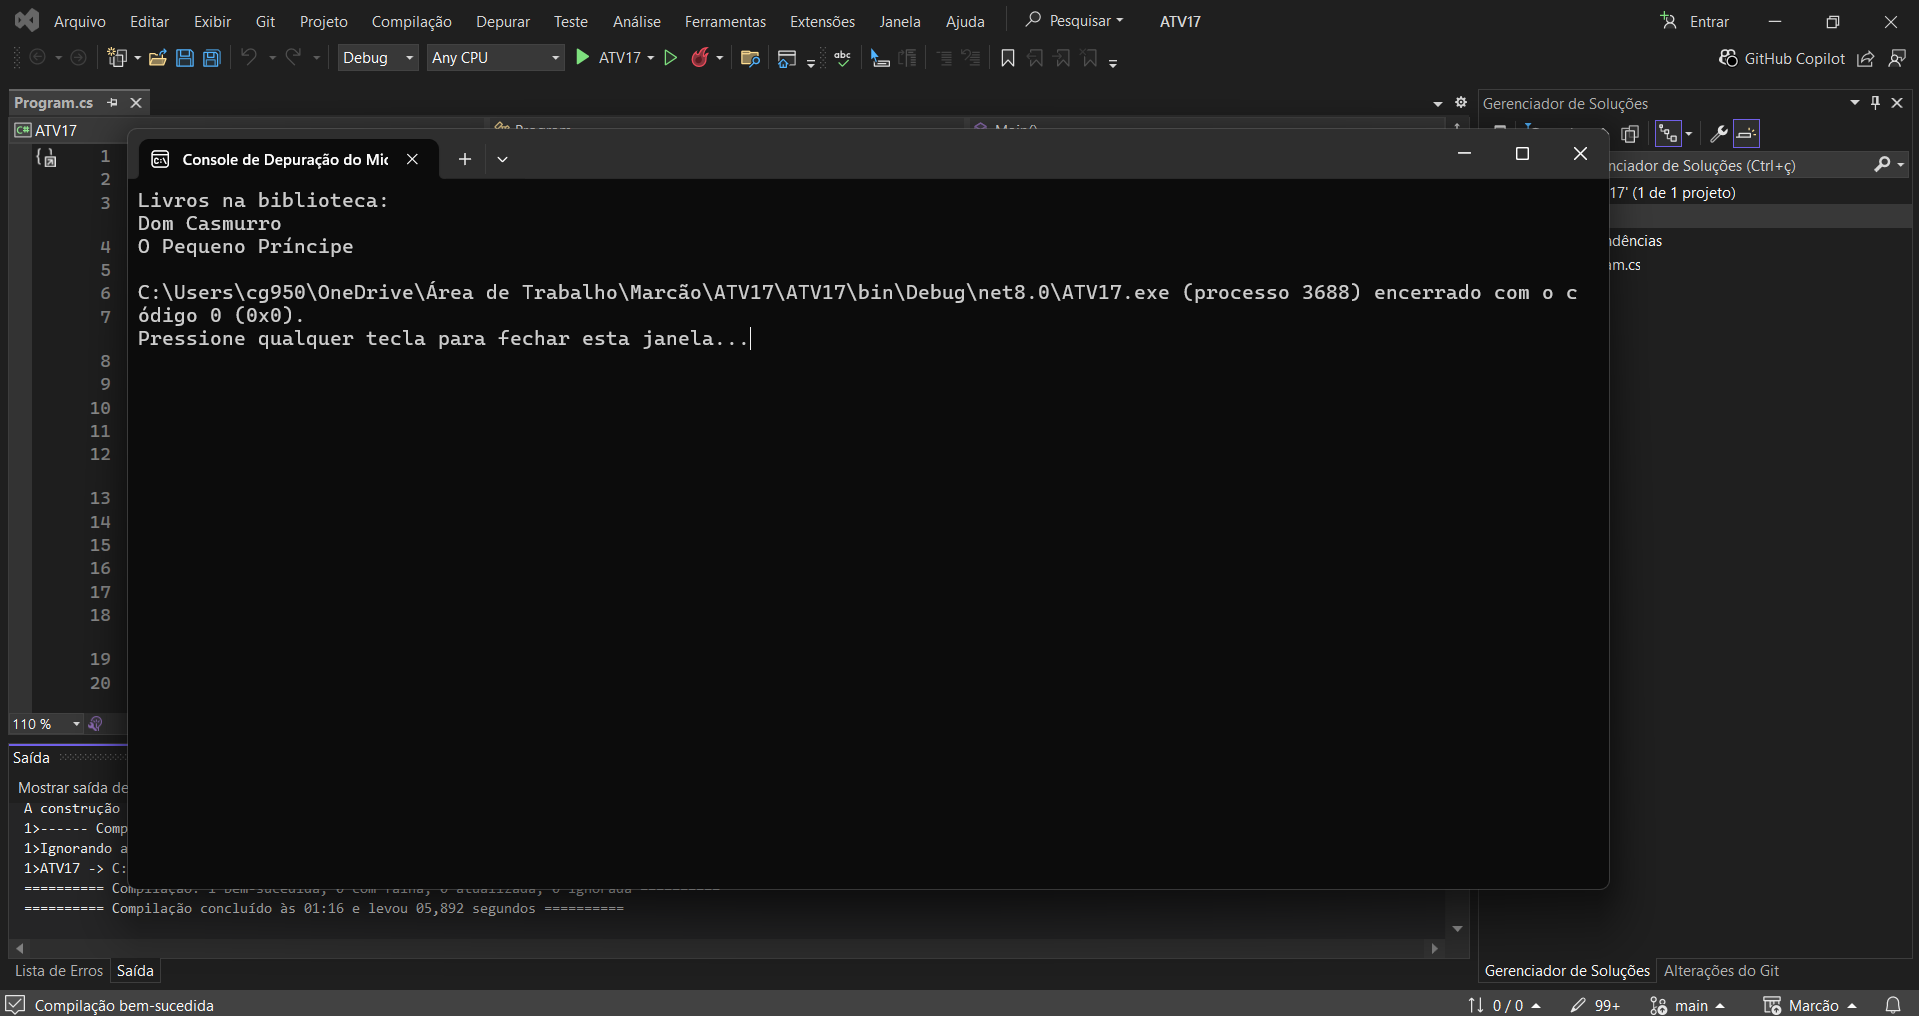 Arquivo Editar Exibir Git Projeto Compilação Depurar Teste Análise Ferramentas Extensões Janela Ajuda Pesquisar ATV17 Entrar
Debug Any CPU ATV17 abc GitHub Copilot
Program.cs
Gerenciador de Soluções
C# ATV17
Console de Depuração do Mic
nciador de Soluções (Ctrl+ç)
17' (1 de 1 projeto)
dências
am.cs
1
2
3
4
5
6
7
8
9
10
11
12
13
14
15
16
17
18
19
20
Livros na biblioteca:
Dom Casmurro
O Pequeno Príncipe
C:\Users\cg950\OneDrive\Área de Trabalho\Marcão\ATV17\ATV17\bin\Debug\net8.0\ATV17.exe (processo 3688) encerrado com o c
ódigo 0 (0x0).
Pressione qualquer tecla para fechar esta janela...
110 %
Saída
Mostrar saída de
A construção
1>------ Comp
1>Ignorando a
1>ATV17 -> C:
========== Compilação: 1 bem-sucedida, 0 com falha, 0 atualizada, 0 ignorada ==========
========== Compilação concluído às 01:16 e levou 05,892 segundos ==========
Lista de Erros Saída
Gerenciador de Soluções Alterações do Git
Compilação bem-sucedida
0 / 0 99+ main Marcão